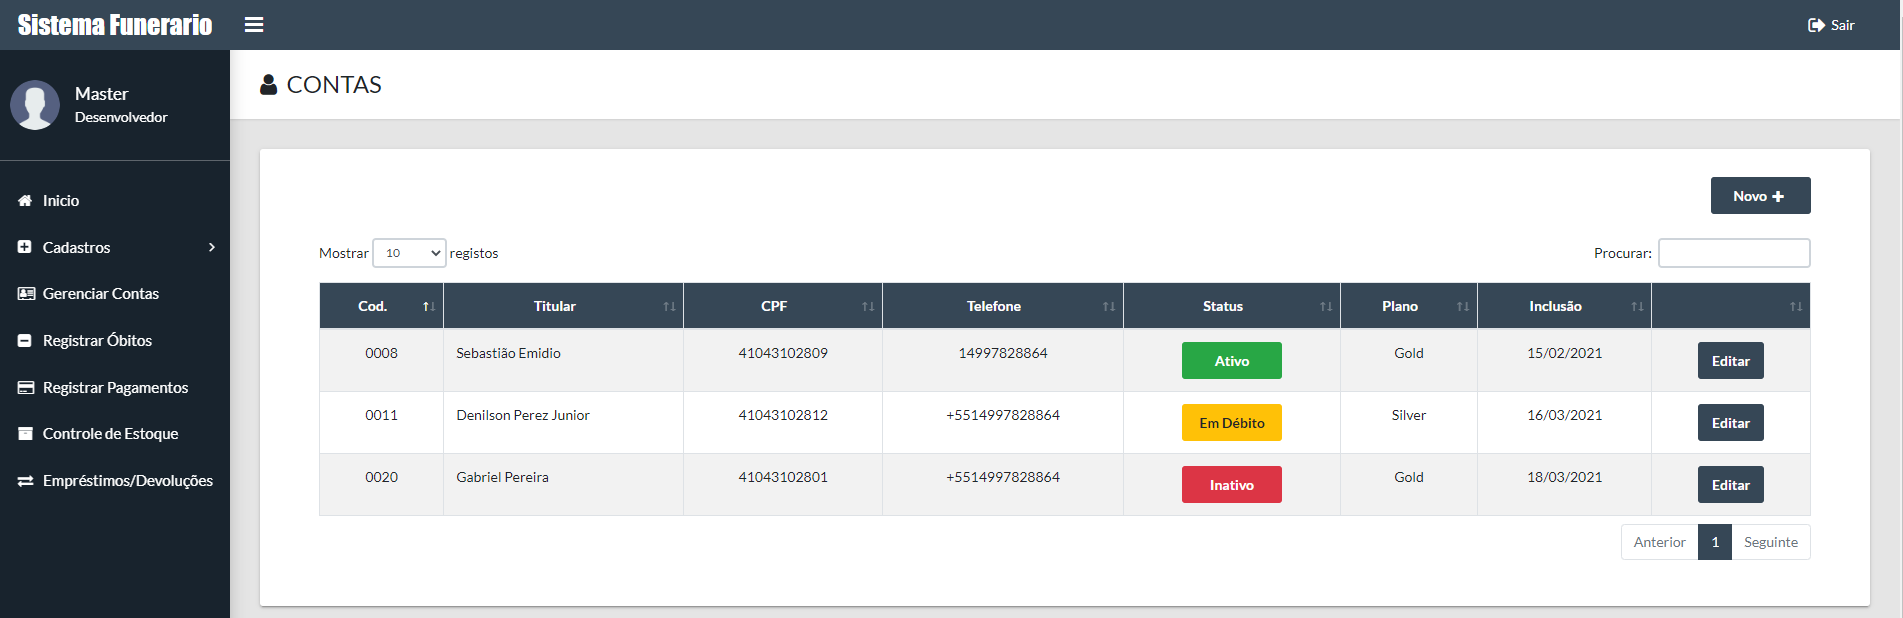 Sistema Funerario
Sair
Master
Desenvolvedor
Inicio
Cadastros
Gerenciar Contas
Registrar Óbitos
Registrar Pagamentos
Controle de Estoque
Empréstimos/Devoluções
CONTAS
Novo
Mostrar 10 registos
Procurar:
Cod. Titular CPF Telefone Status Plano Inclusão
0008 Sebastião Emidio 41043102809 14997828864 Ativo Gold 15/02/2021 Editar
0011 Denilson Perez Junior 41043102812 +5514997828864 Em Débito Silver 16/03/2021 Editar
0020 Gabriel Pereira 41043102801 +5514997828864 Inativo Gold 18/03/2021 Editar
Anterior 1 Seguinte